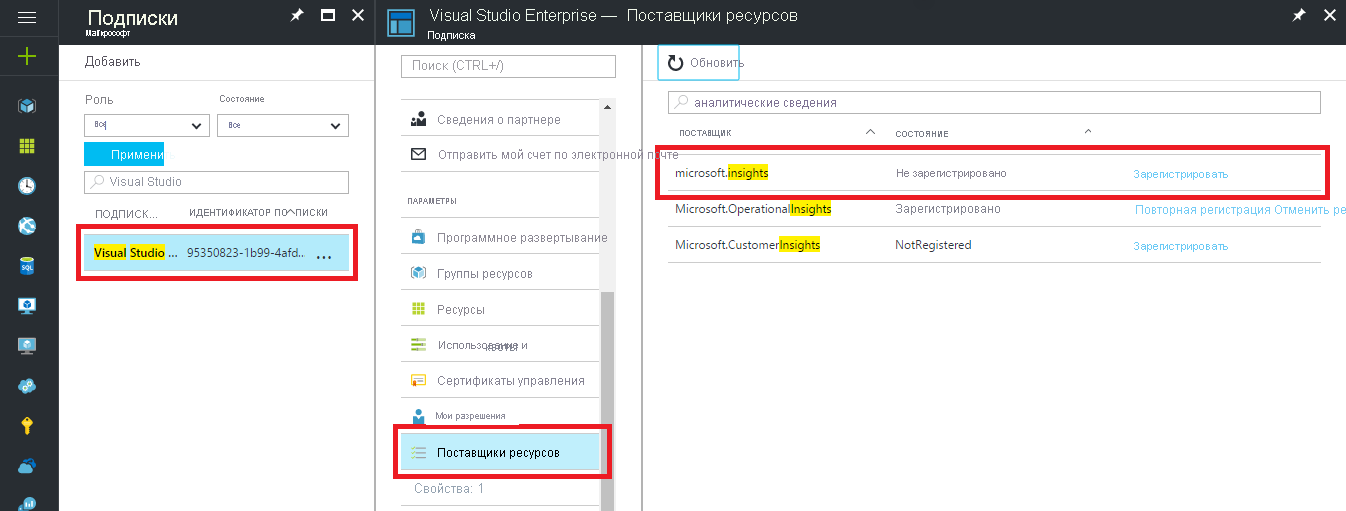 Подписки
Майкрософт
Добавить
Роль
Состояние
Все
Все
Примени
Visual Studio
ПОДПИСК...
ИДЕНТИФИКАТОР ПОДПИСКИ
Visual Studio ...
95350823-1b99-4afd...
...
Visual Studio Enterprise — Поставщики ресурсов
Подписка
Поиск (CTRL+/)
Сведения о партнере
Отправить мой счет по электронной почте
ПАРАМЕТРЫ
Программное развертывание
Группы ресурсов
Ресурсы
Использование и
квоты
Сертификаты управления
Мои разрешения
Поставщики ресурсов
Свойства: 1
Обновить
аналитические сведения
ПОСТАВЩИК
СОСТОЯНИЕ
microsoft.insights
Не зарегистрировано
Зарегистрировать
Microsoft.OperationalInsights
Зарегистрировано
Повторная регистрация Отменить ре
Microsoft.CustomerInsights
NotRegistered
Зарегистрировать
SQL